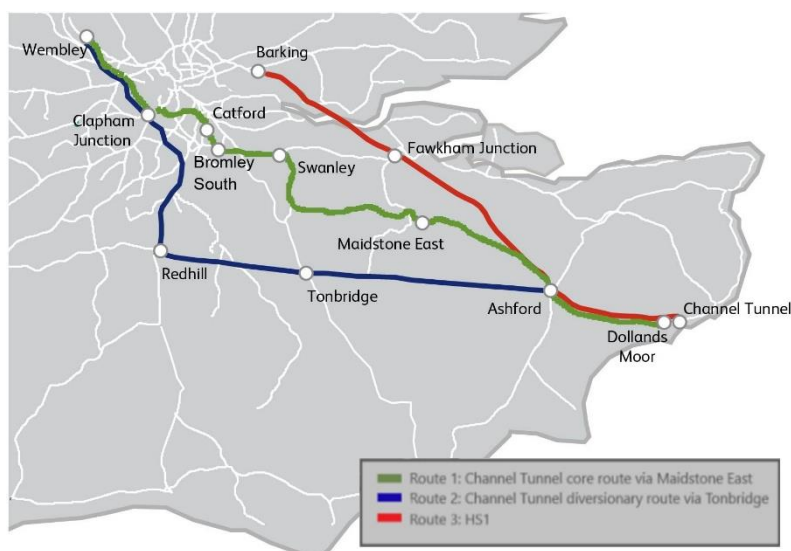 Wembley
Barking
Clapham
Junction
Catford
Bromley
South
Swanley
Fawkham Junction
Maidstone East
Redhill
Tonbridge
Ashford
Channel Tunnel
Dollands
Moor
Route 1: Channel Tunnel core route via Maidstone East
Route 2: Channel Tunnel diversionary route via Tonbridge
Route 3: HS1